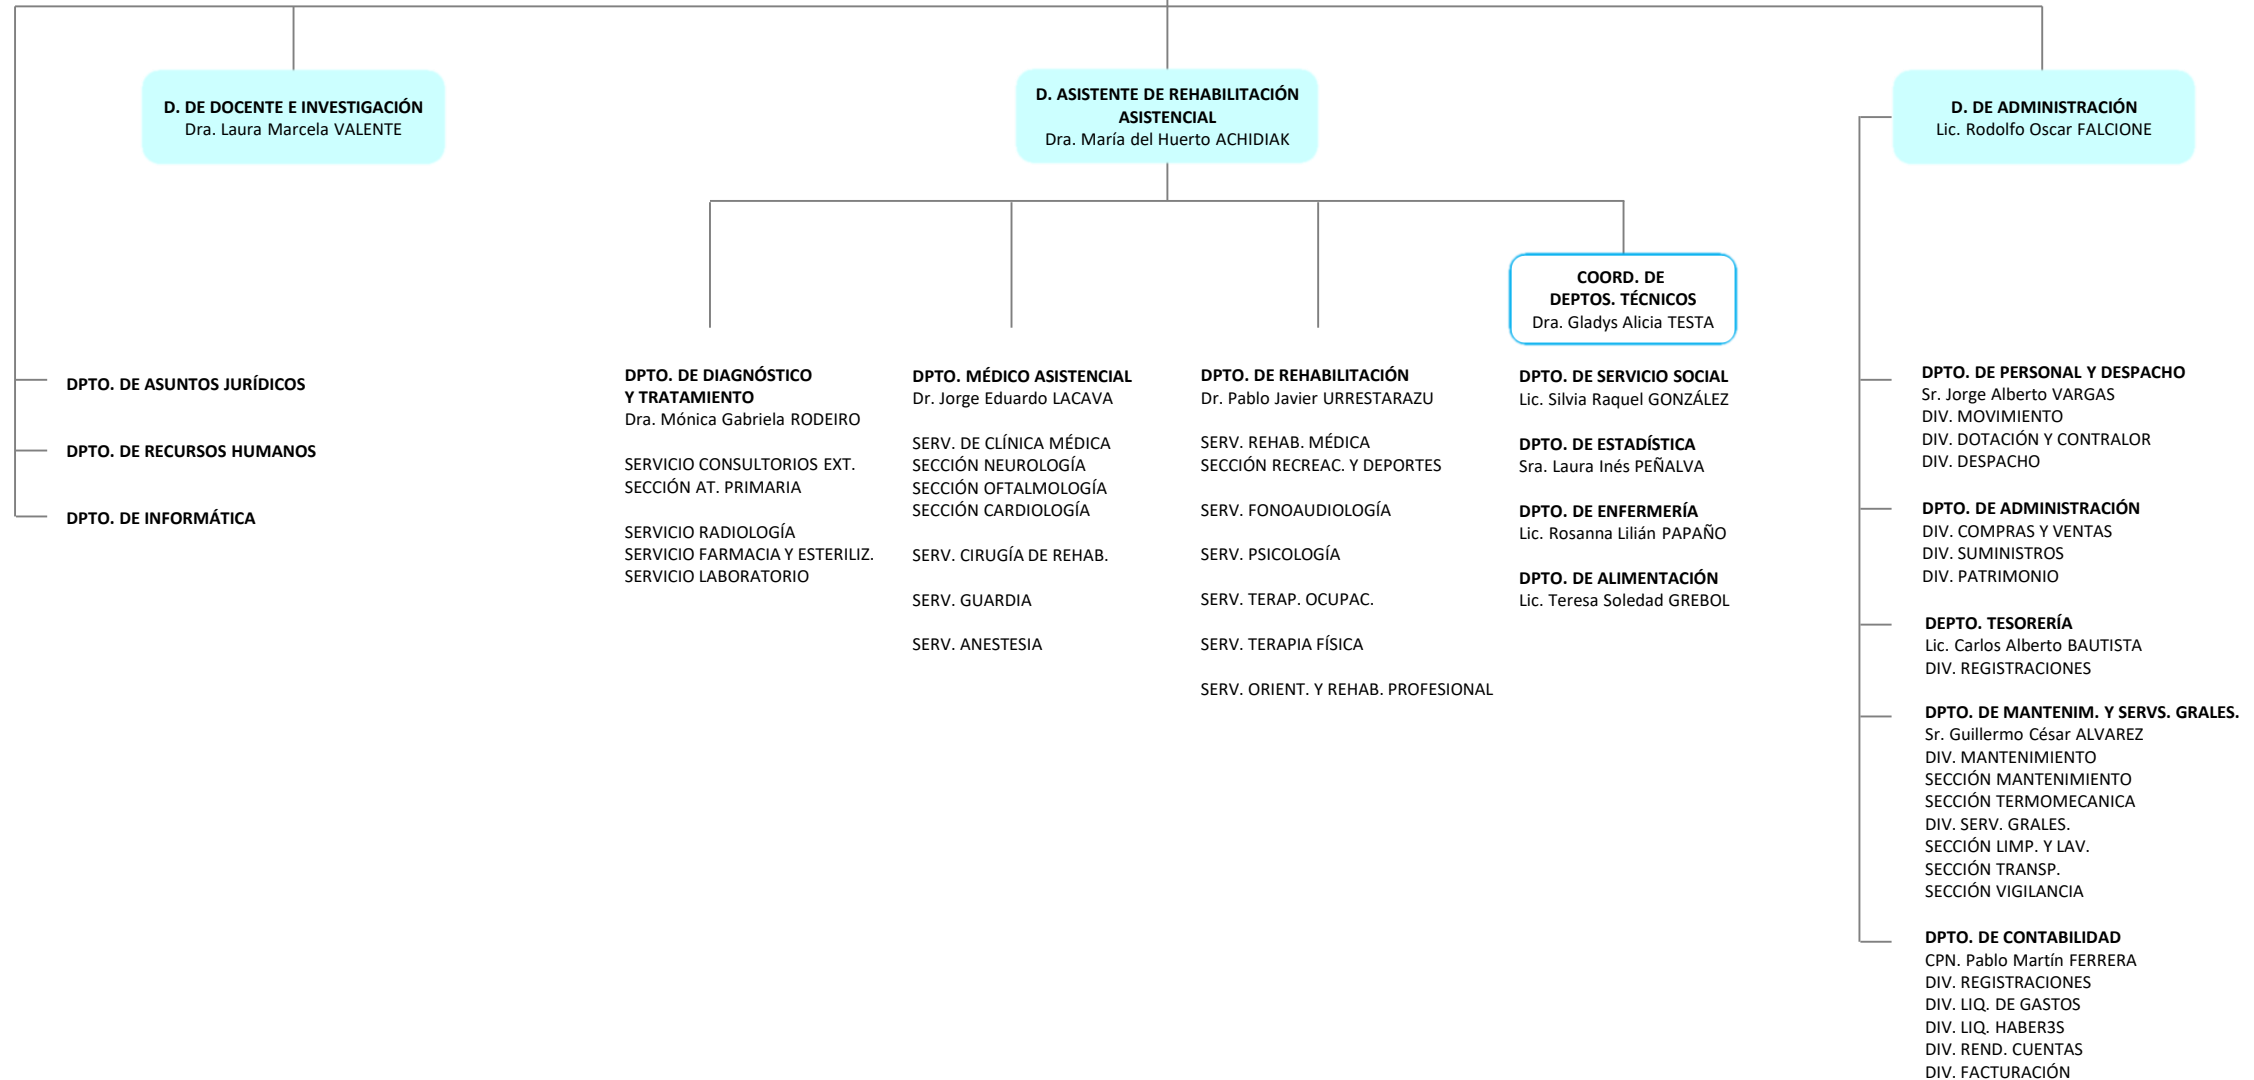 D. DE DOCENTE E INVESTIGACIÓN
Dra. Laura Marcela VALENTE
D. ASISTENTE DE REHABILITACIÓN
ASISTENCIAL
Dra. María del Huerto ACHIDIAK
D. DE ADMINISTRACIÓN
Lic. Rodolfo Oscar FALCIONE
COORD. DE
DEPTOS. TÉCNICOS
Dra. Gladys Alicia TESTA
DPTO. DE ASUNTOS JURÍDICOS
DPTO. DE RECURSOS HUMANOS
DPTO. DE INFORMÁTICA
DPTO. DE DIAGNÓSTICO
Y TRATAMIENTO
Dra. Mónica Gabriela RODEIRO
SERVICIO CONSULTORIOS EXT.
SECCIÓN AT. PRIMARIA
SERVICIO RADIOLOGÍA
SERVICIO FARMACIA Y ESTERILIZ.
SERVICIO LABORATORIO
DPTO. MÉDICO ASISTENCIAL
Dr. Jorge Eduardo LACAVA
SERV. DE CLÍNICA MÉDICA
SECCIÓN NEUROLOGÍA
SECCIÓN OFTALMOLOGÍA
SECCIÓN CARDIOLOGÍA
SERV. CIRUGÍA DE REHAB.
SERV. GUARDIA
SERV. ANESTESIA
DPTO. DE REHABILITACIÓN
Dr. Pablo Javier URRESTARAZU
SERV. REHAB. MÉDICA
SECCIÓN RECREAC. Y DEPORTES
SERV. FONOAUDIOLOGÍA
SERV. PSICOLOGÍA
SERV. TERAP. OCUPAC.
SERV. TERAPIA FÍSICA
SERV. ORIENT. Y REHAB. PROFESIONAL
DPTO. DE SERVICIO SOCIAL
Lic. Silvia Raquel GONZÁLEZ
DPTO. DE ESTADÍSTICA
Sra. Laura Inés PEÑALVA
DPTO. DE ENFERMERÍA
Lic. Rosanna Lilián PAPAÑO
DPTO. DE ALIMENTACIÓN
Lic. Teresa Soledad GREBOL
DPTO. DE PERSONAL Y DESPACHO
Sr. Jorge Alberto VARGAS
DIV. MOVIMIENTO
DIV. DOTACIÓN Y CONTRALOR
DIV. DESPACHO
DPTO. DE ADMINISTRACIÓN
DIV. COMPRAS Y VENTAS
DIV. SUMINISTROS
DIV. PATRIMONIO
DEPTO. TESORERÍA
Lic. Carlos Alberto BAUTISTA
DIV. REGISTRACIONES
DPTO. DE MANTENIM. Y SERVS. GRALES.
Sr. Guillermo César ALVAREZ
DIV. MANTENIMIENTO
SECCIÓN MANTENIMIENTO
SECCIÓN TERMOMECANICA
DIV. SERV. GRALES.
SECCIÓN LIMP. Y LAV.
SECCIÓN TRANSP.
SECCIÓN VIGILANCIA
DPTO. DE CONTABILIDAD
CPN. Pablo Martín FERRERA
DIV. REGISTRACIONES
DIV. LIQ. DE GASTOS
DIV. LIQ. HABER3S
DIV. REND. CUENTAS
DIV. FACTURACIÓN